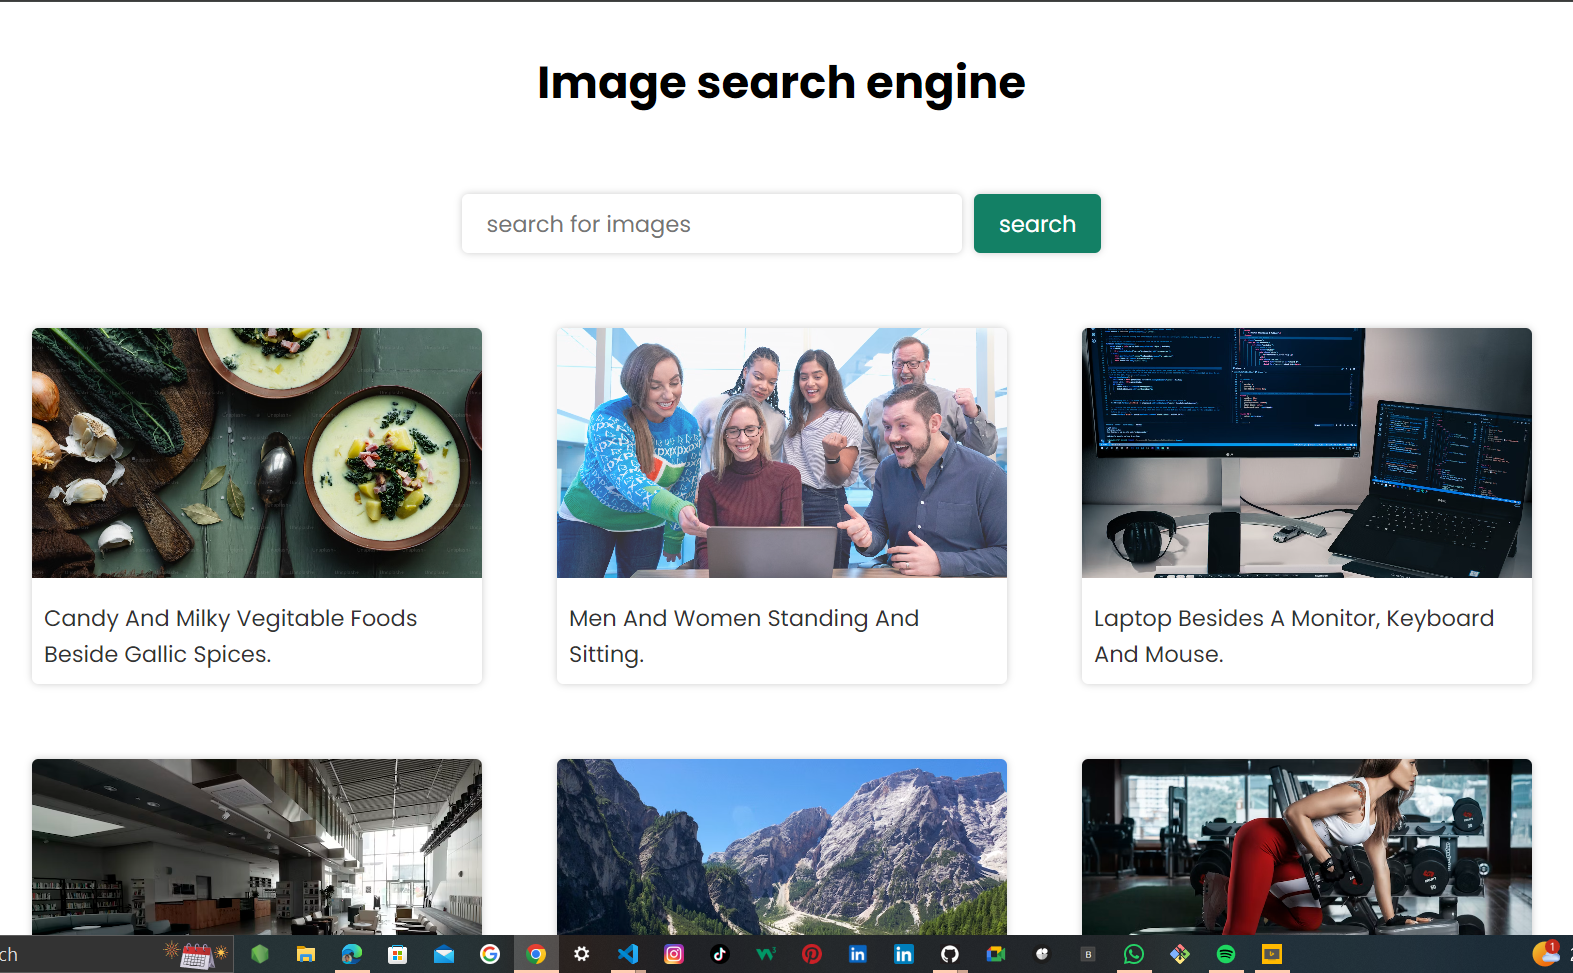 Image search engine
search for images
search
Candy And Milky Vegitable Foods
Beside Gallic Spices.
Men And Women Standing And
Sitting.
Laptop Besides A Monitor, Keyboard
And Mouse.
ch